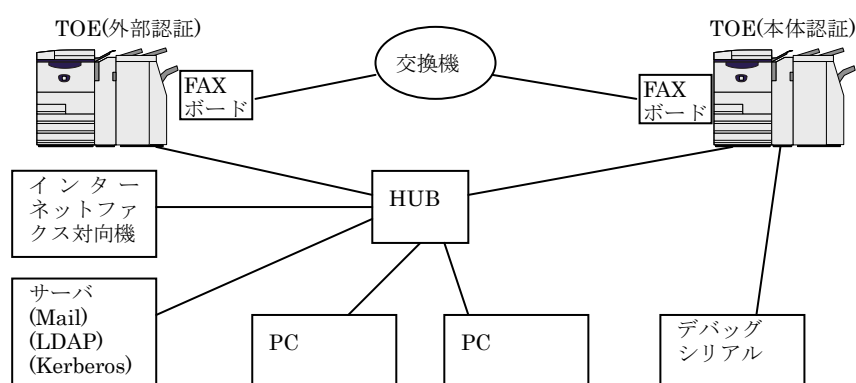 TOE(外部認証)
TOE(本体認証)
交換機
FAX
ボード
FAX
ボード
インター
ネットファ
クス対向機
HUB
サーバ
(Mail)
(LDAP)
(Kerberos)
PC
PC
デバッグ
シリアル